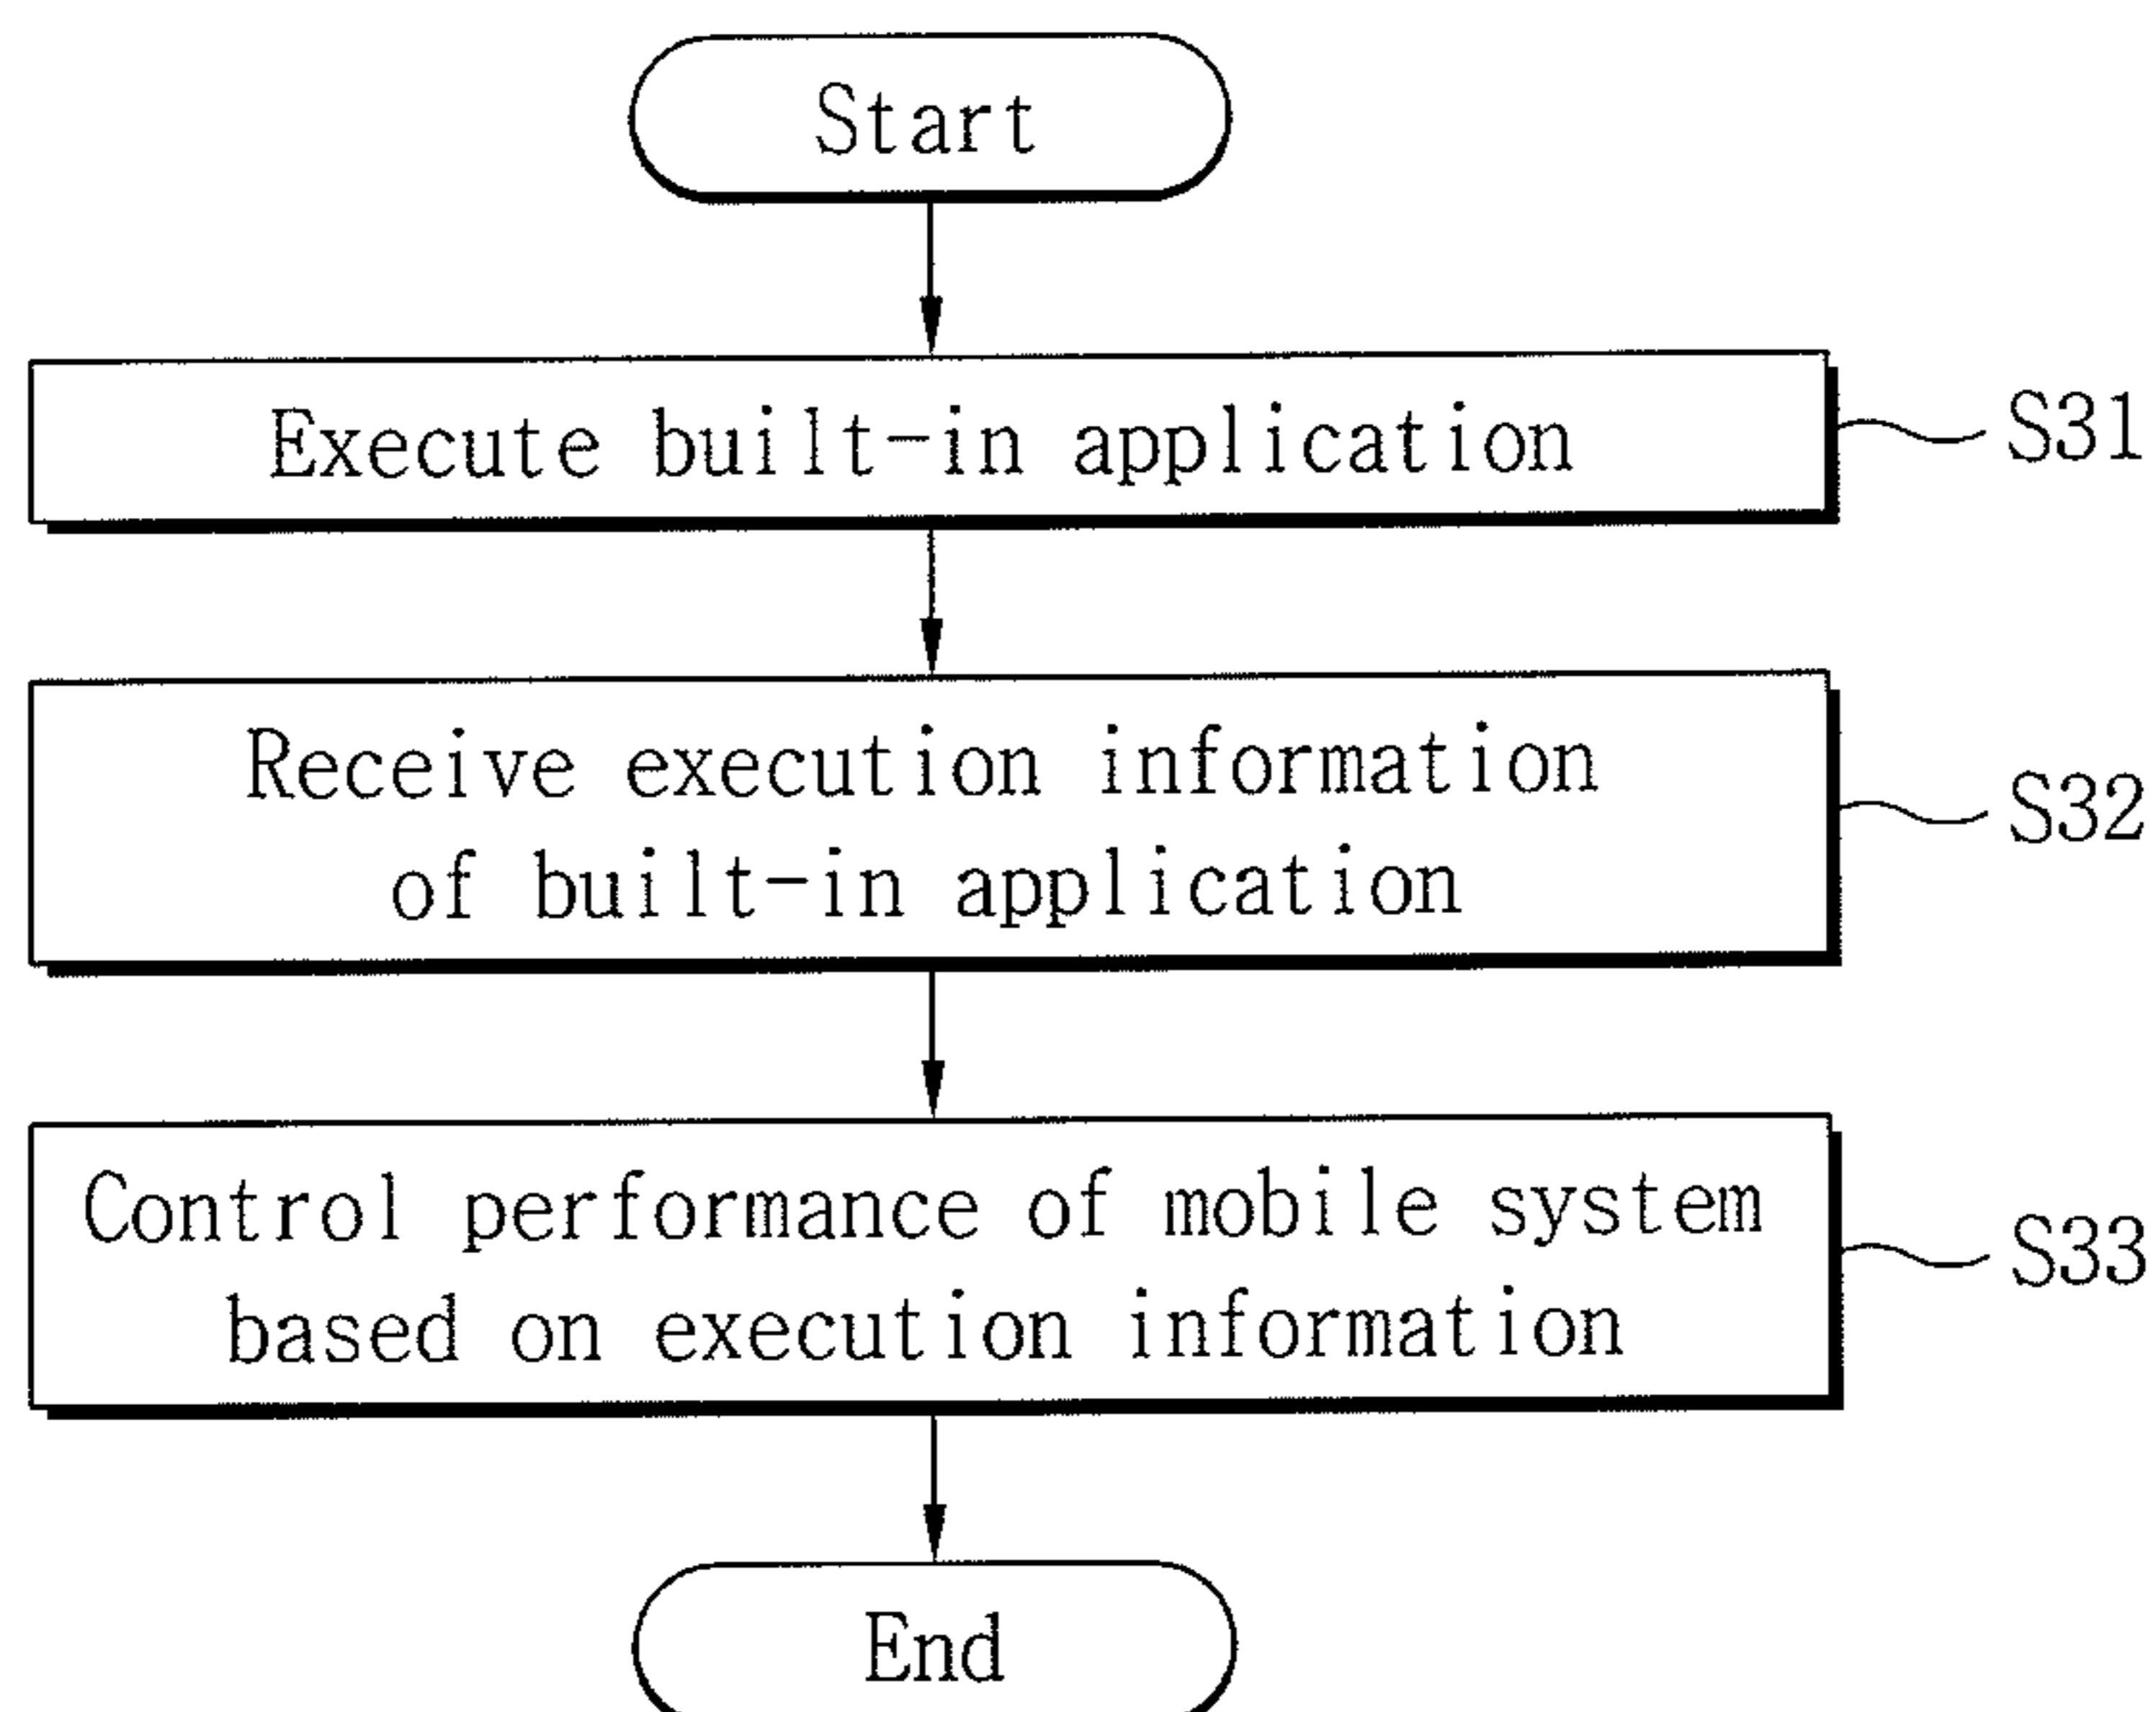 Start
Execute built-in application
S31
Receive execution information
of built-in application
S32
Control performance of mobile system
based on execution information
S33
End